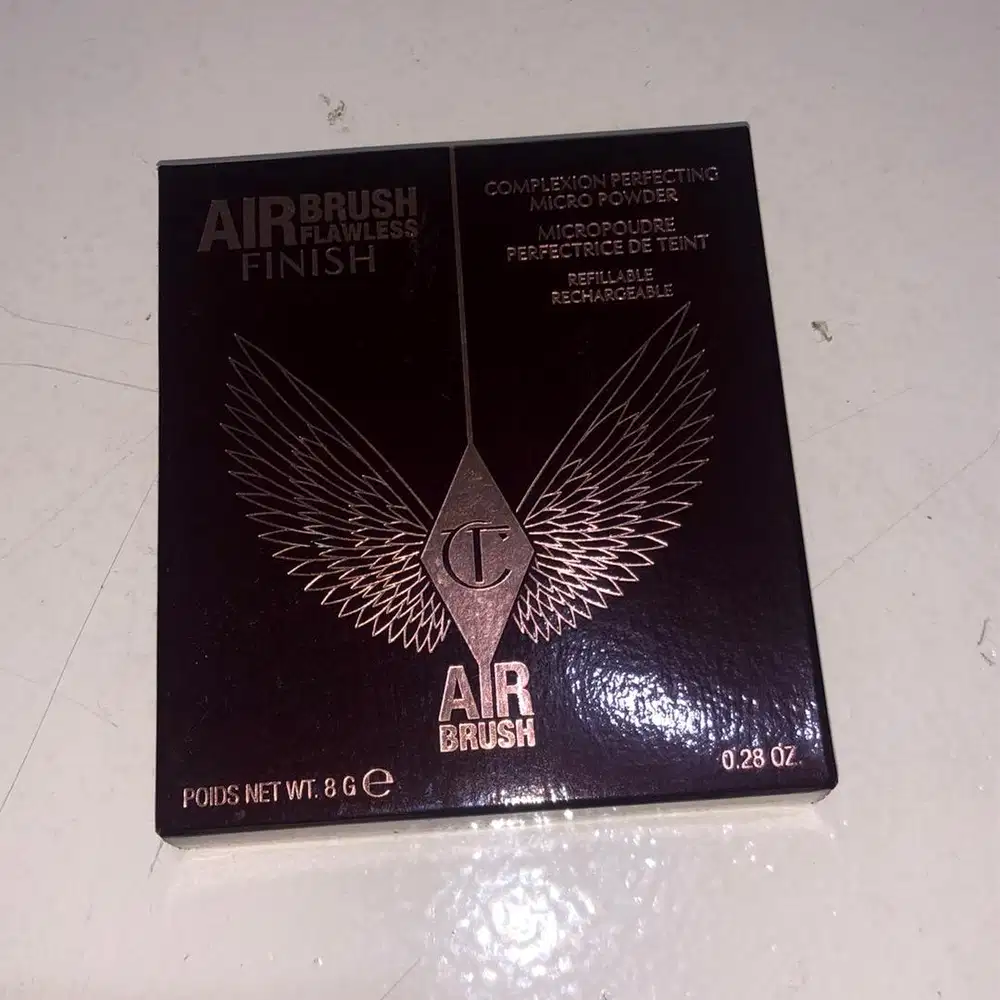 AIRBRUSH
FLAWLESS
FINISH
COMPLEXION PERFECTING
MICRO POWDER
MICROPOUDRE
PERFECTRICE DE TEINT
REFILLABLE
RECHARGEABLE
CT
AIR
BRUSH
POIDS NET WT. 8 G ℮
0.28 OZ.